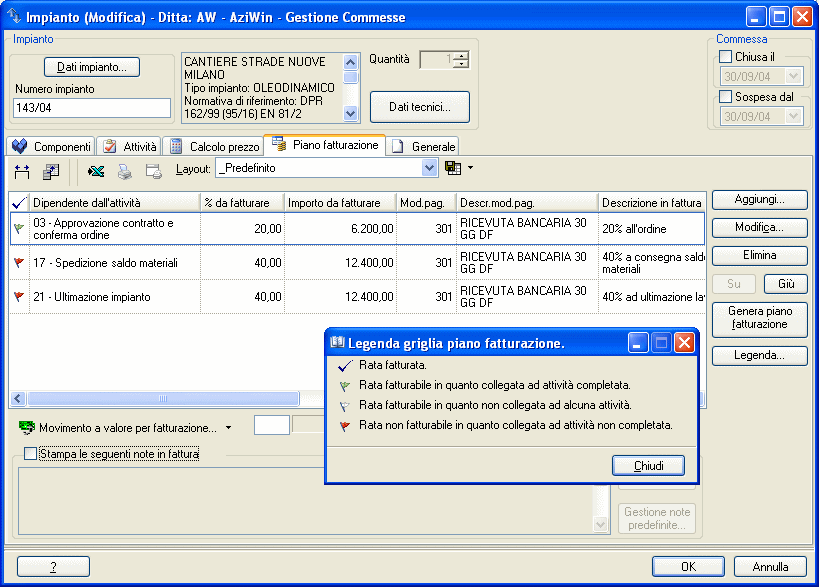 Impianto (Modifica) - Ditta: AW - AziWin - Gestione Commesse
Impianto
Dati impianto...
Numero impianto
143/04
CANTIERE STRADE NUOVE
MILANO
Tipo impianto: OLEODINAMICO
Normativa di riferimento: DPR
162/99 (95/16) EN 81/2
Quantità
1
Dati tecnici...
Commessa
Chiusa il
30/09/04
Sospesa dal
30/09/04
Componenti
Attività
Calcolo prezzo
Piano fatturazione
Generale
Layout:
_Predefinito
Dipendente dall'attività
% da fatturare
Importo da fatturare
Mod.pag.
Descr.mod.pag.
Descrizione in fattura
03 - Approvazione contratto e
conferma ordine
20,00
6.200,00
301
RICEVUTA BANCARIA 30
GG DF
20% all'ordine
17 - Spedizione saldo materiali
40,00
12.400,00
301
RICEVUTA BANCARIA 30
GG DF
40% a consegna saldo
materiali
21 - Ultimazione impianto
40,00
12.400,00
301
RICEVUTA BANCARIA 30
GG DF
40% ad ultimazione la
Aggiungi...
Modifica...
Elimina
Su
Giù
Genera piano
fatturazione
Legenda...
Legenda griglia piano fatturazione.
Rata fatturata.
Rata fatturabile in quanto collegata ad attività completata.
Rata fatturabile in quanto non collegata ad alcuna attività.
Rata non fatturabile in quanto collegata ad attività non completata.
Chiudi
Movimento a valore per fatturazione...
Stampa le seguenti note in fattura
Gestione note
predefinite...
?
OK
Annulla